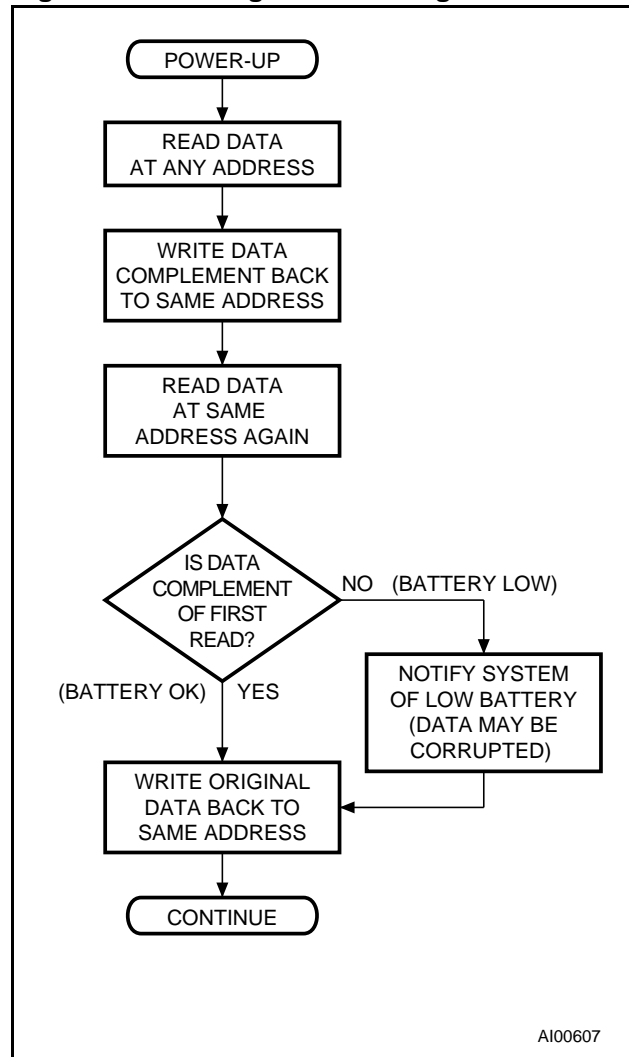 POWER-UP
READ DATA
AT ANY ADDRESS
WRITE DATA
COMPLEMENT BACK
TO SAME ADDRESS
READ DATA
AT SAME
ADDRESS AGAIN
IS DATA
COMPLEMENT
OF FIRST
READ?
NO (BATTERY LOW)
NOTIFY SYSTEM
OF LOW BATTERY
(DATA MAY BE
CORRUPTED)
(BATTERY OK) YES
WRITE ORIGINAL
DATA BACK TO
SAME ADDRESS
CONTINUE
AI00607